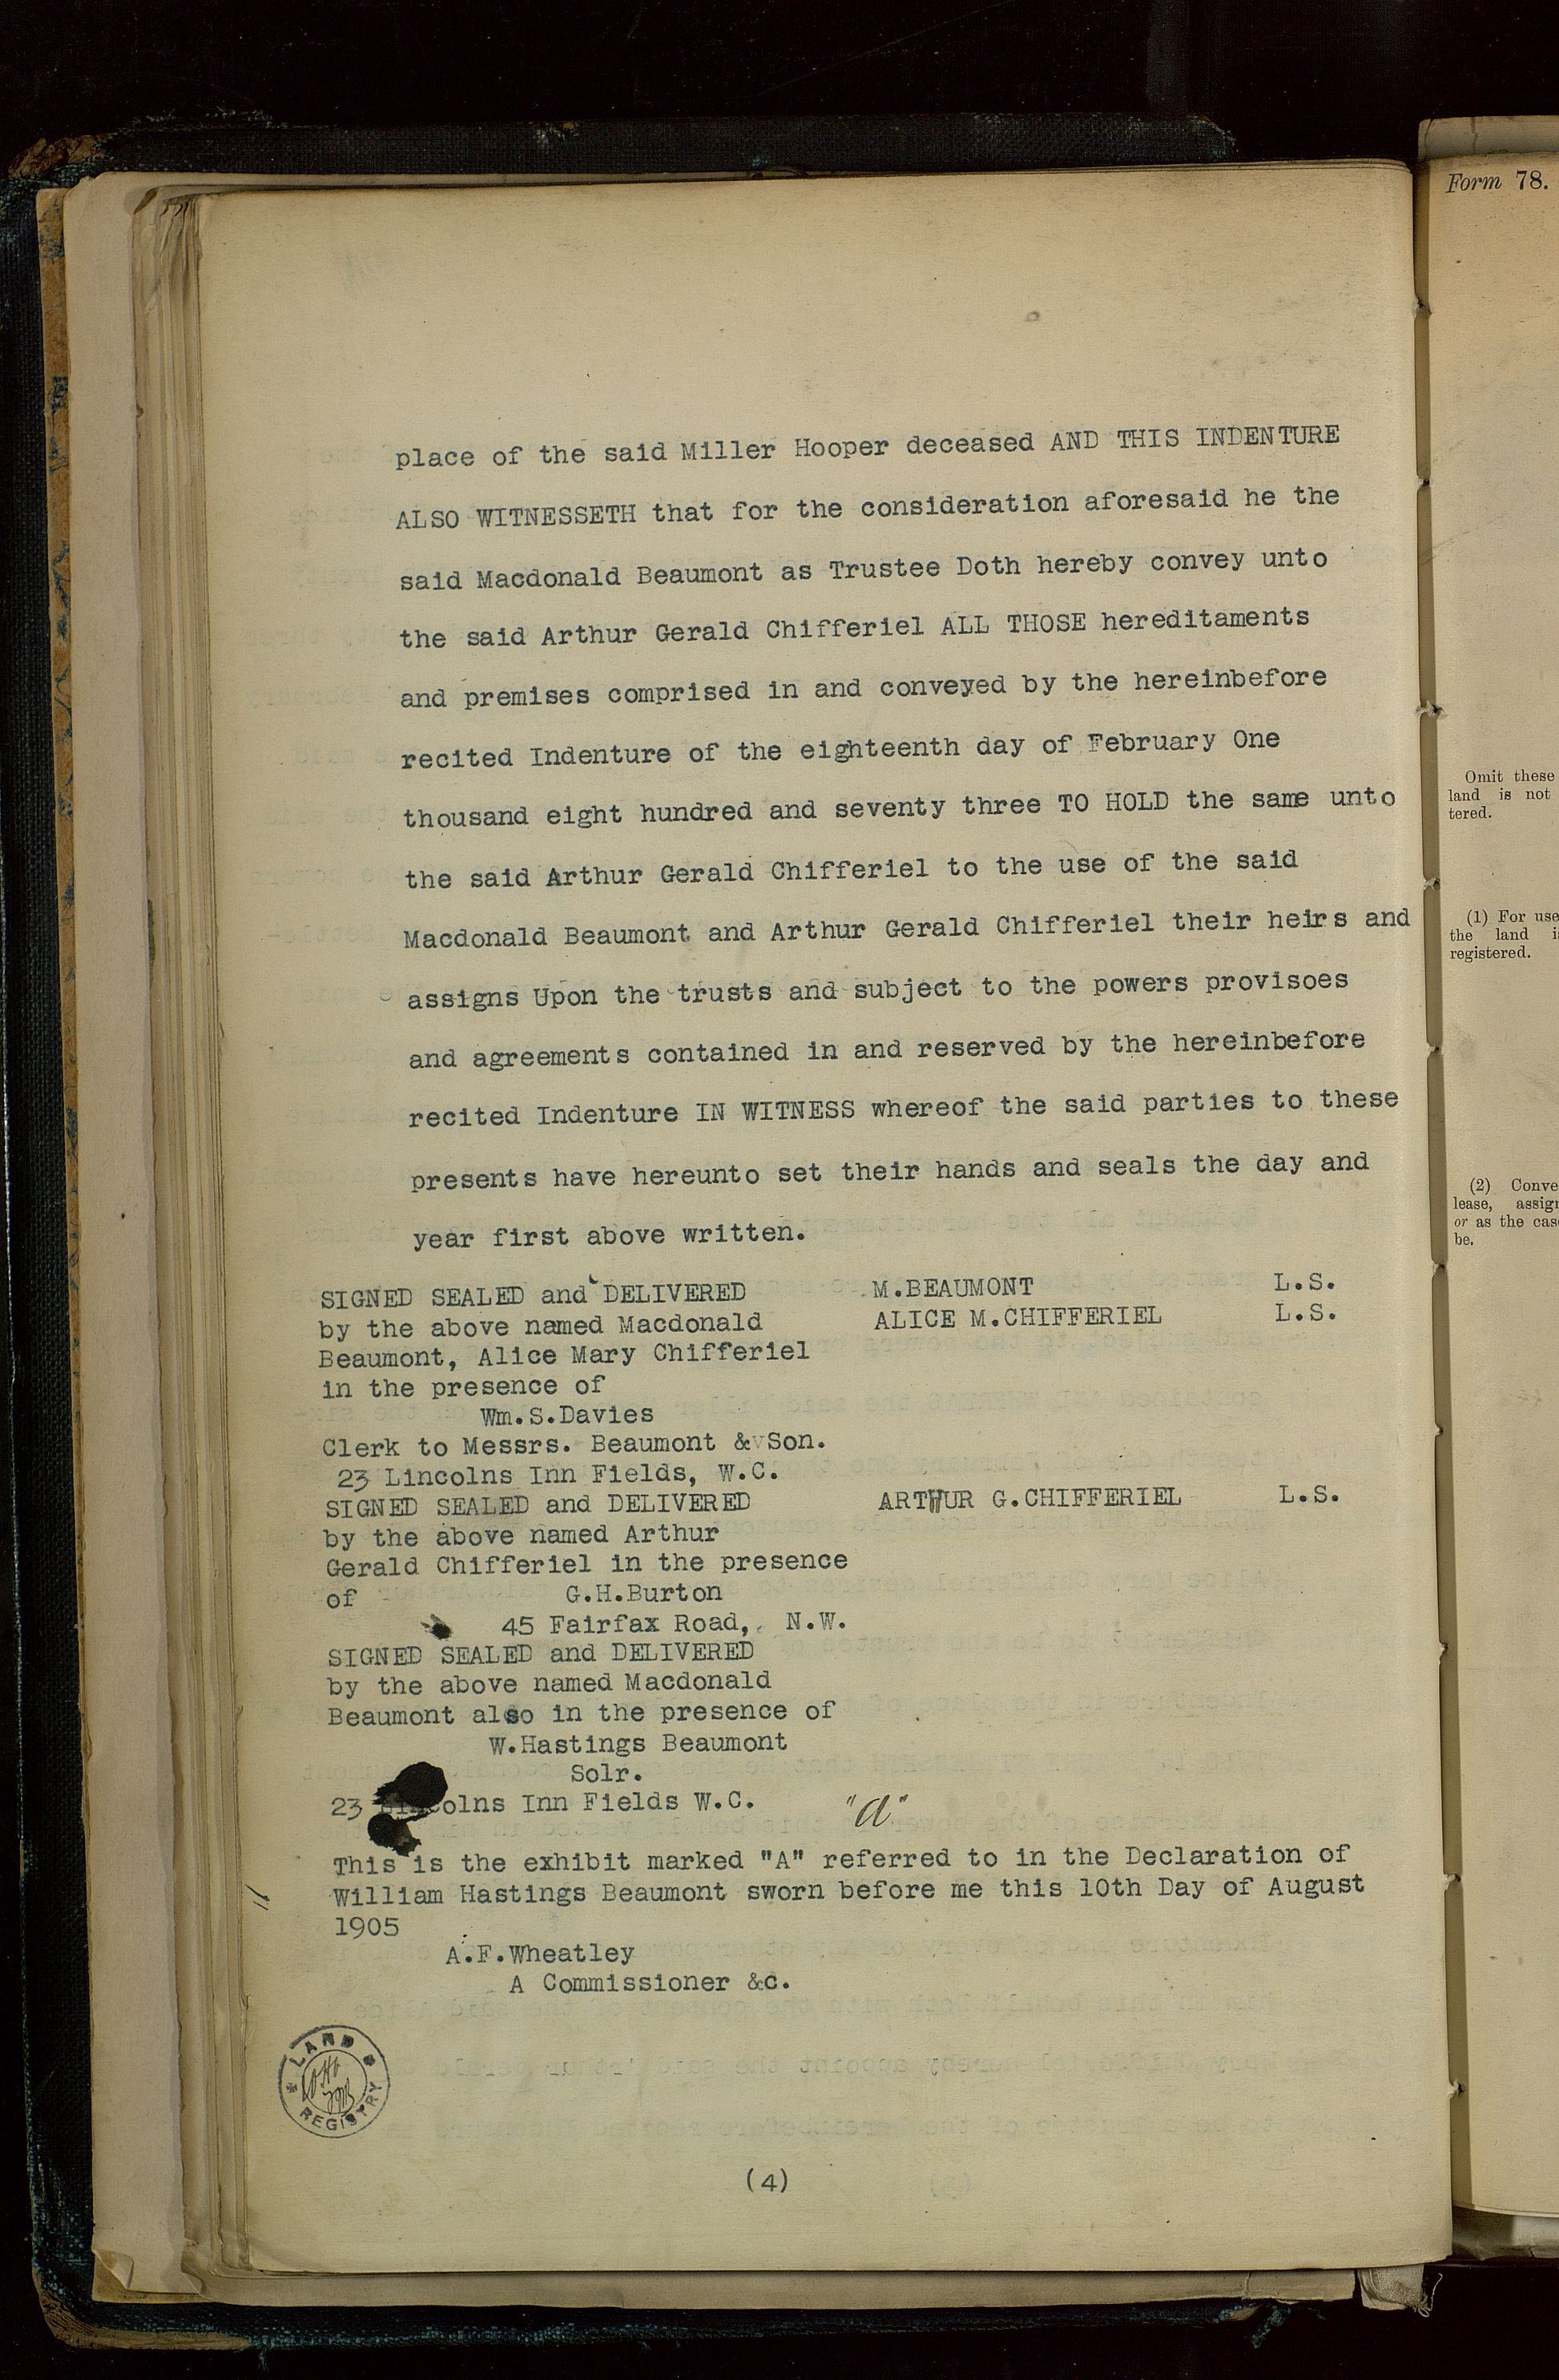 place of the said Miller Hooper deceased AND THIS INDENTURE
ALSO WITNESSETH that for the consideration aforesaid he the
said Macdonald Beaumont as Trustee Doth hereby convey unto
the said Arthur Gerald Chifferiel ALL THOSE hereditaments
and premises comprised in and conveyed by the hereinbefore
recited Indenture of the eighteenth day of February One
thousand eight hundred and seventy three TO HOLD the same unto
the said Arthur Gerald Chifferiel to the use of the said
Macdonald Beaumont and Arthur Gerald Chifferiel their heirs and
assigns Upon the trusts and subject to the powers provisoes
and agreements contained in and reserved by the hereinbefore
recited Indenture IN WITNESS whereof the said parties to these
presents have hereunto set their hands and seals the day and
year first above written.
SIGNED SEALED and DELIVERED M.BEAUMONT L.S.
by the above named Macdonald ALICE M.CHIFFERIEL L.S.
Beaumont, Alice Mary Chifferiel
in the presence of
Wm.S.Davies
Clerk to Messrs. Beaumont & Son.
23 Lincolns Inn Fields, W.C.
SIGNED SEALED and DELIVERED ARTHUR G.CHIFFERIEL L.S.
by the above named Arthur
Gerald Chifferiel in the presence
of G.H.Burton
45 Fairfax Road, N.W.
SIGNED SEALED and DELIVERED
by the above named Macdonald
Beaumont also in the presence of
W.Hastings Beaumont
Solr.
23 Lincolns Inn Fields W.C.
"A"
This is the exhibit marked "A" referred to in the Declaration of
William Hastings Beaumont sworn before me this 10th Day of August
1905
A.F.Wheatley
A Commissioner &c.
LAND
REGISTRY
(4)
Form 78.
Omit these
land is not
tered.
(1) For use
the land
registered.
(2) Conve
lease, assign
or as the case
be.